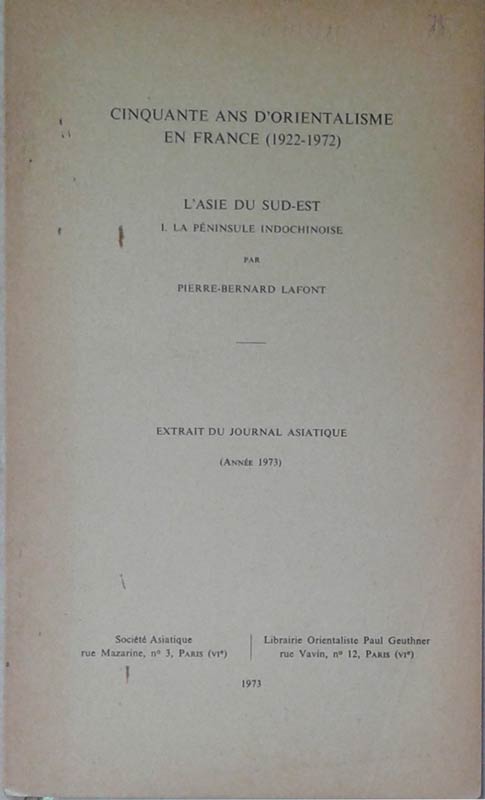 CINQUANTE ANS D'ORIENTALISME
EN FRANCE (1922-1972)
L'ASIE DU SUD-EST
I. LA PÉNINSULE INDOCHINOISE
PAR
PIERRE-BERNARD LAFONT
EXTRAIT DU JOURNAL ASIATIQUE
(ANNÉE 1973)
Société Asiatique
rue Mazarine, nº 3, PARIS (VIᵉ)
Librairie Orientaliste Paul Geuthner
rue Vavin, nº 12, PARIS (VIᵉ)
1973